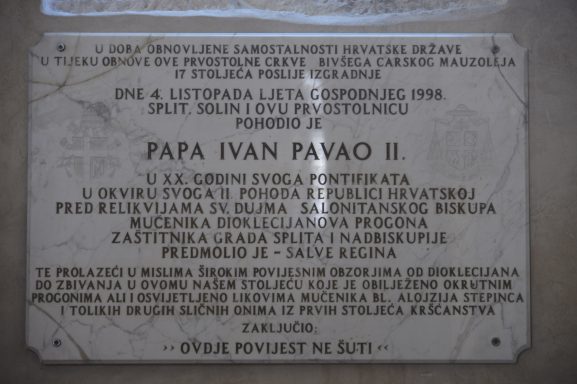 U DOBA OBNOVLJENE SAMOSTALNOSTI HRVATSKE DRŽAVE
U TIJEKU OBNOVE OVE PRVOSTOLNE CRKVE BIVŠEGA CARSKOG MAUZOLEJA
17 STOLJEĆA POSLIJE IZGRADNJE
DNE 4. LISTOPADA LJETA GOSPODNJEG 1998.
SPLIT, SOLIN I OVU PRVOSTOLNICU
POHODIO JE
PAPA IVAN PAVAO II.
U XX. GODINI SVOGA PONTIFIKATA
U OKVIRU SVOGA II. POHODA REPUBLICI HRVATSKOJ
PRED RELIKVIJAMA SV. DUJMA SALONITANSKOG BISKUPA
MUČENIKA DIOKLECIJANOVA PROGONA
ZAŠTITNIKA GRADA SPLITA I NADBISKUPIJE
PREDMOLIO JE - SALVE REGINA
TE PROLAZEĆI U MISLIMA ŠIROKIM POVIJESNIM OBZORJIMA OD DIOKLECIJANA
DO ZBIVANJA U OVOMU NAŠEM STOLJEĆU KOJE JE OBILJEŽENO OKRUTNIM
PROGONIMA ALI I OSVIJETLJENO LIKOVIMA MUČENIKA BL. ALOJZIJA STEPINCA
I TOLIKIH DRUGIH SLIČNIH ONIMA IZ PRVIH STOLJEĆA KRŠĆANSTVA
ZAKLJUČIO:
›› OVDJE POVIJEST NE ŠUTI ‹‹